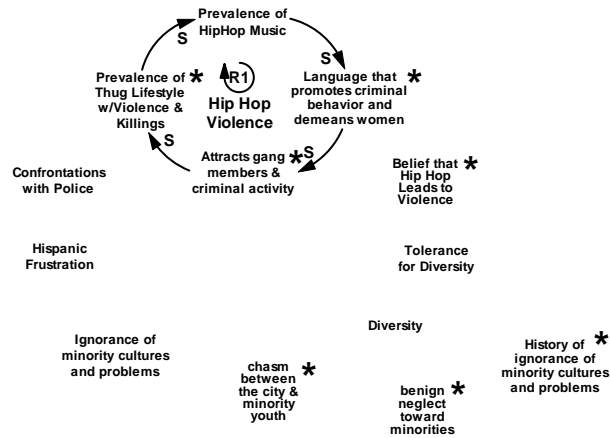 Prevalence of
HipHop Music
S
S
Prevalence of *
Thug Lifestyle
w/Violence &
Killings
R1
Hip Hop
Violence
Language that *
promotes criminal
behavior and
demeans women
S
S
Attracts gang *
members &
criminal activity
Confrontations
with Police
Belief that *
Hip Hop
Leads to
Violence
Hispanic
Frustration
Tolerance
for Diversity
Diversity
Ignorance of
minority cultures
and problems
chasm *
between
the city &
minority
youth
benign *
neglect
toward
minorities
History of *
ignorance of
minority cultures
and problems